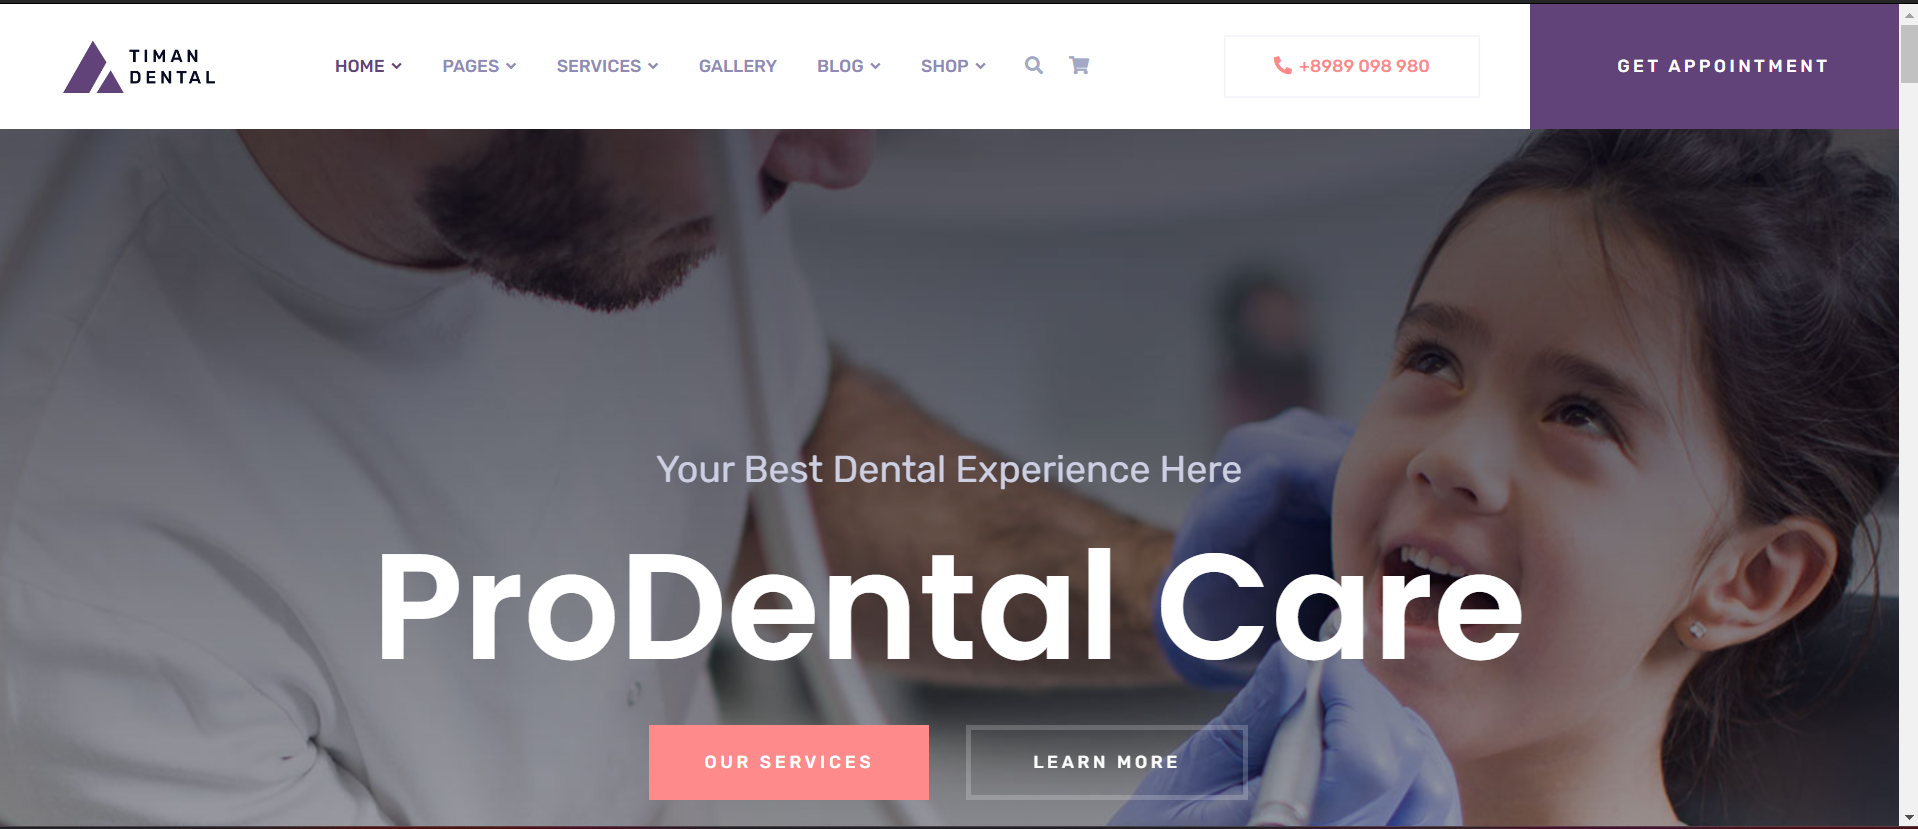 TIMAN
DENTAL
HOME
PAGES
SERVICES
GALLERY
BLOG
SHOP
+8989 098 980
GET APPOINTMENT
Your Best Dental Experience Here
ProDental Care
OUR SERVICES
LEARN MORE